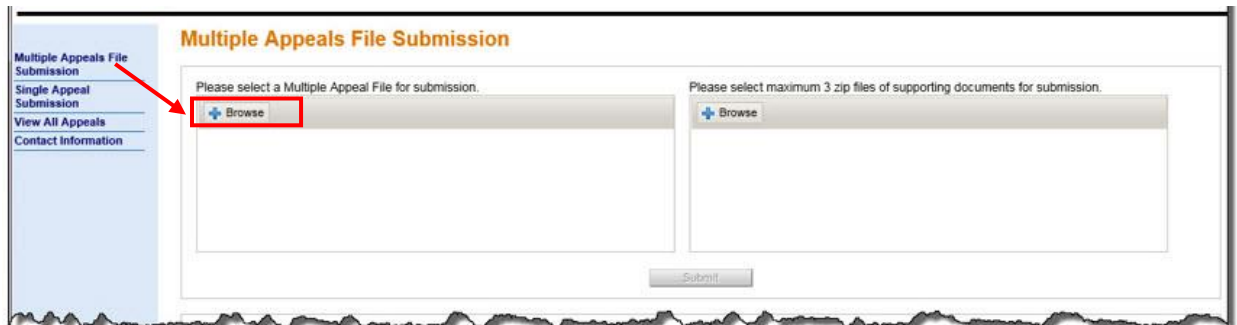 Multiple Appeals File Submission
Multiple Appeals File
Submission
Single Appeal
Submission
View All Appeals
Contact Information
Please select a Multiple Appeal File for submission.
Browse
Please select maximum 3 zip files of supporting documents for submission.
Browse
Submit